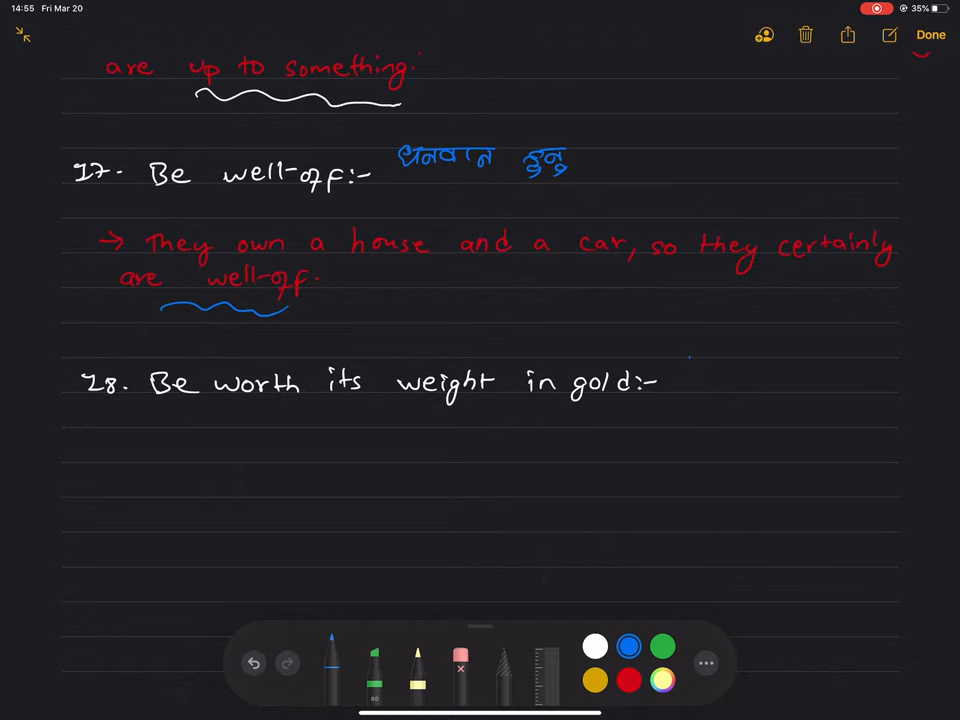 14:55 Fri Mar 20
35%
Done
are up to something.
27. Be well-off:- धनवान हुनु
→ They own a house and a car, so they certainly
are well-off.
28. Be worth its weight in gold:-
80